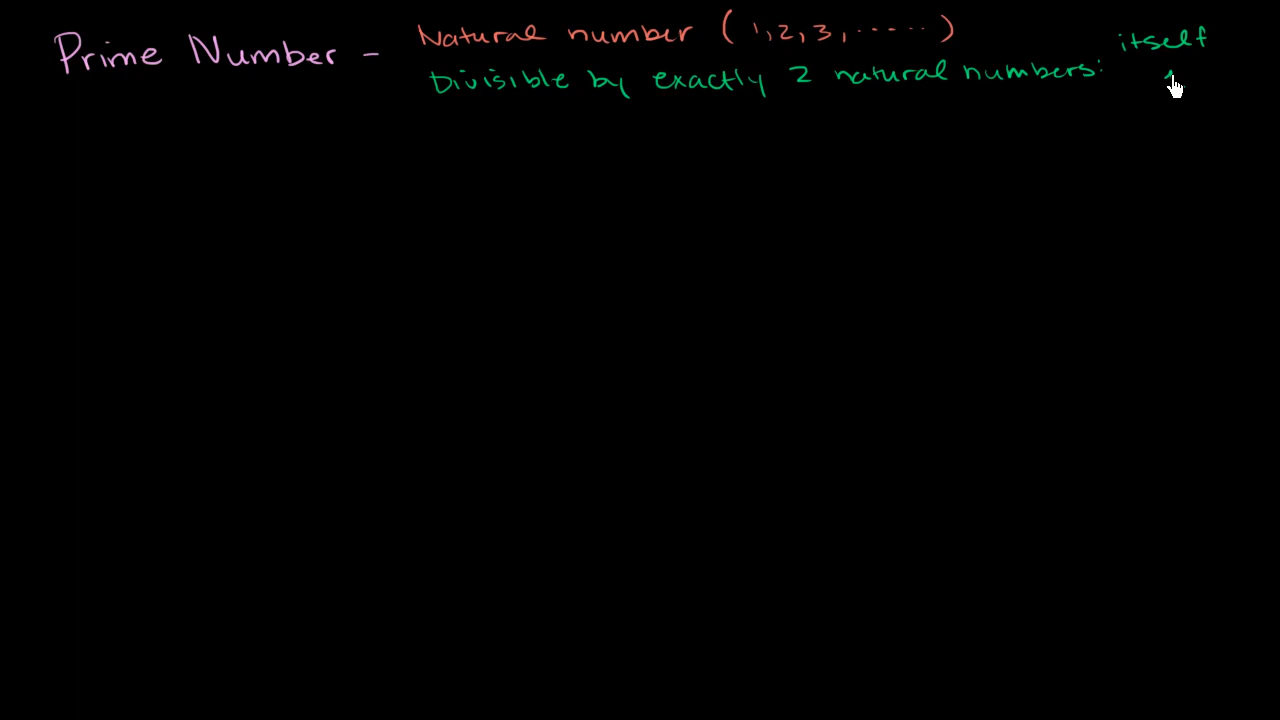 Prime Number - Natural number (1,2,3,.....)
itself
Divisible by exactly 2 natural numbers: